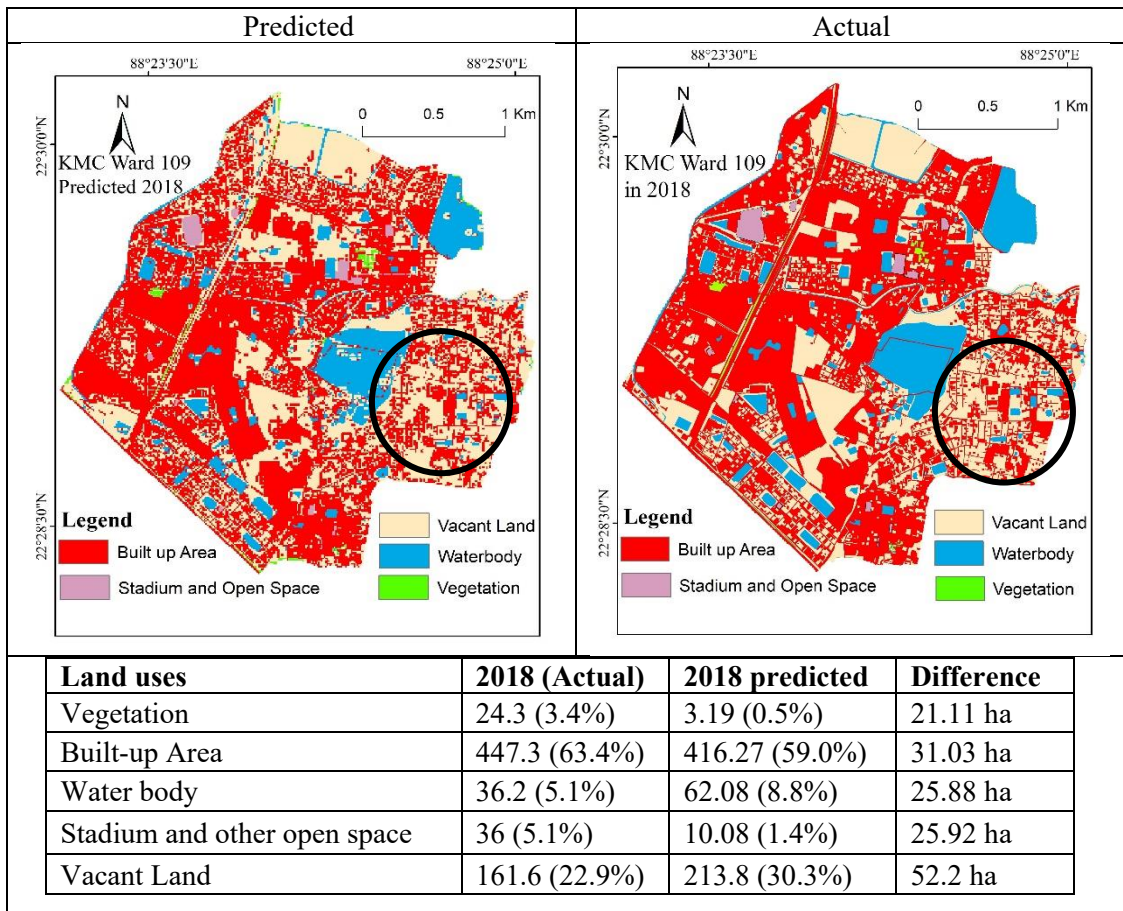 Predicted
Actual
88°23'30"E 88°25'0"E
N
0 0.5 1 Km
22°30'0"N
KMC Ward 109
Predicted 2018
22°28'30"N
Legend
Built up Area
Stadium and Open Space
Vacant Land
Waterbody
Vegetation
88°23'30"E 88°25'0"E
N
0 0.5 1 Km
22°30'0"N
KMC Ward 109
in 2018
22°28'30"N
Legend
Built up Area
Stadium and Open Space
Vacant Land
Waterbody
Vegetation
Land uses 2018 (Actual) 2018 predicted Difference
Vegetation 24.3 (3.4%) 3.19 (0.5%) 21.11 ha
Built-up Area 447.3 (63.4%) 416.27 (59.0%) 31.03 ha
Water body 36.2 (5.1%) 62.08 (8.8%) 25.88 ha
Stadium and other open space 36 (5.1%) 10.08 (1.4%) 25.92 ha
Vacant Land 161.6 (22.9%) 213.8 (30.3%) 52.2 ha